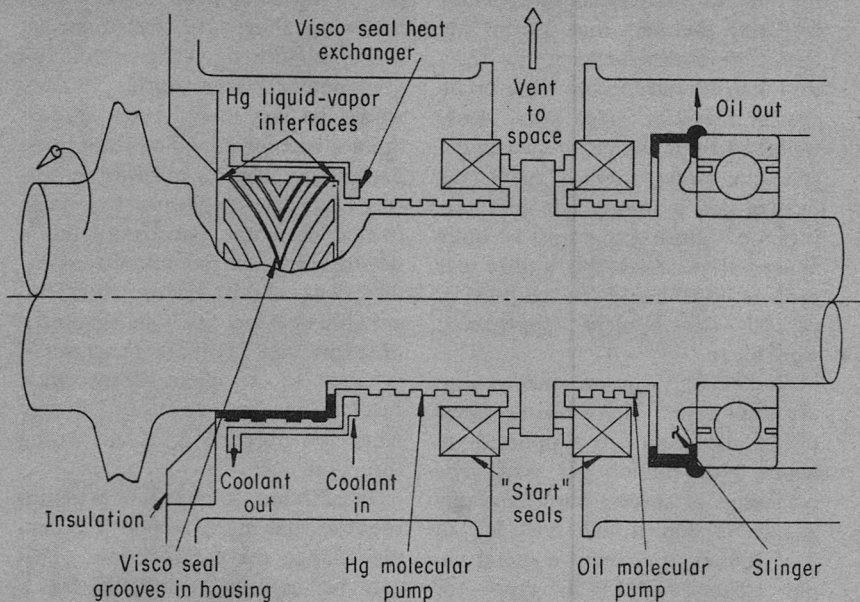 Visco seal heat
exchanger
Hg liquid-vapor
interfaces
Vent
to
space
Oil out
Coolant
out
Coolant
in
"Start"
seals
Insulation
Visco seal
grooves in housing
Hg molecular
pump
Oil molecular
pump
Slinger